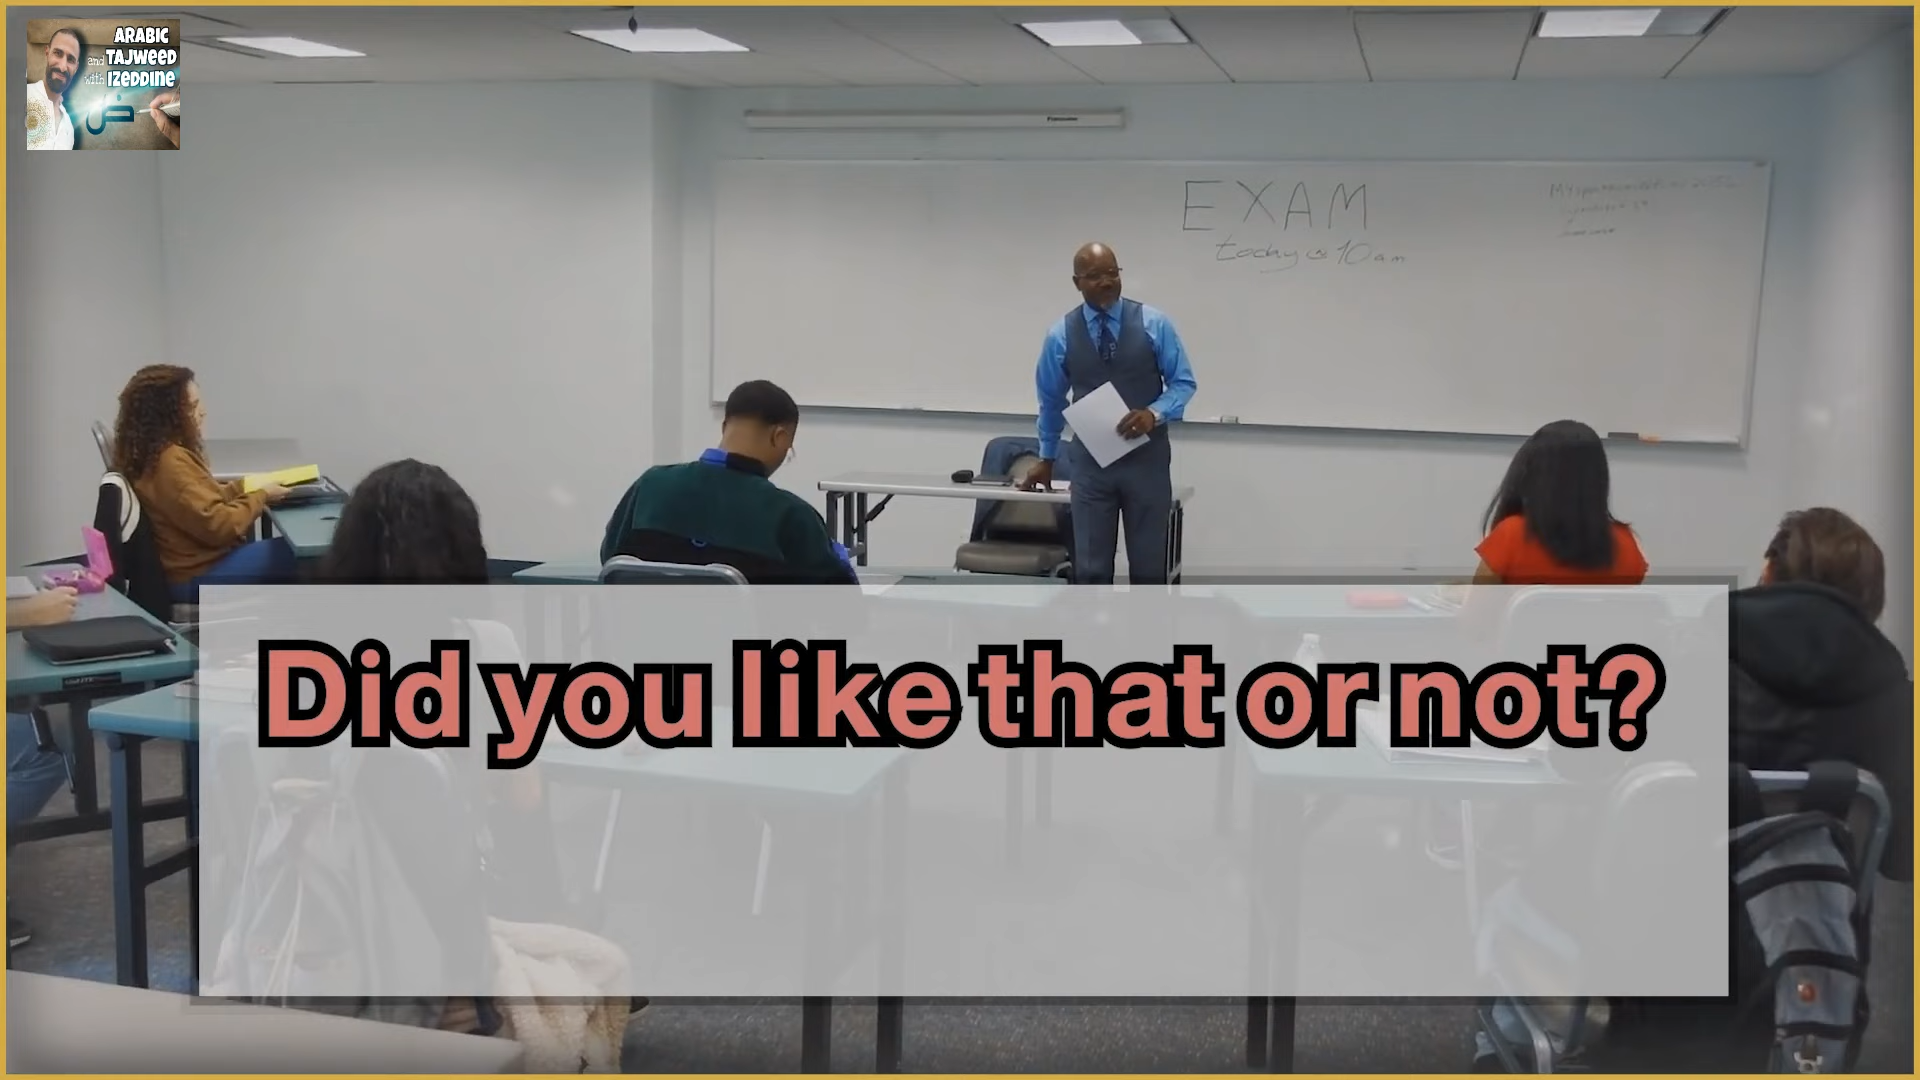 ARABIC
and TAJWEED
with IZEDDINE
ض
EXAM
today @ 10 am
Did you like that or not?